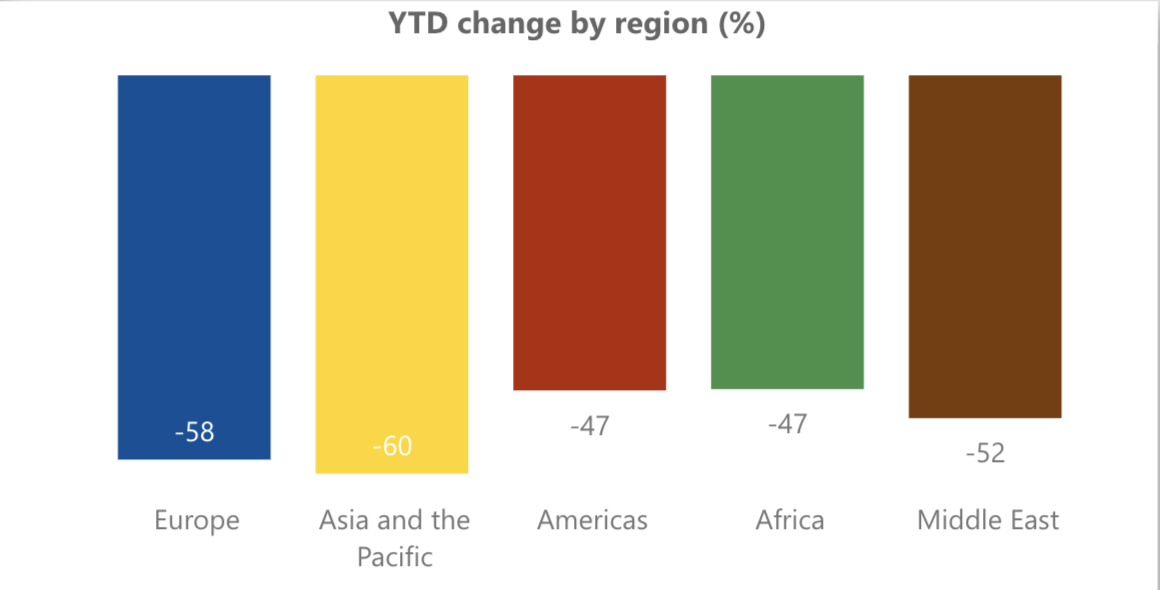 YTD change by region (%)
-58
-60
-47
-47
-52
Europe
Asia and the
Pacific
Americas
Africa
Middle East